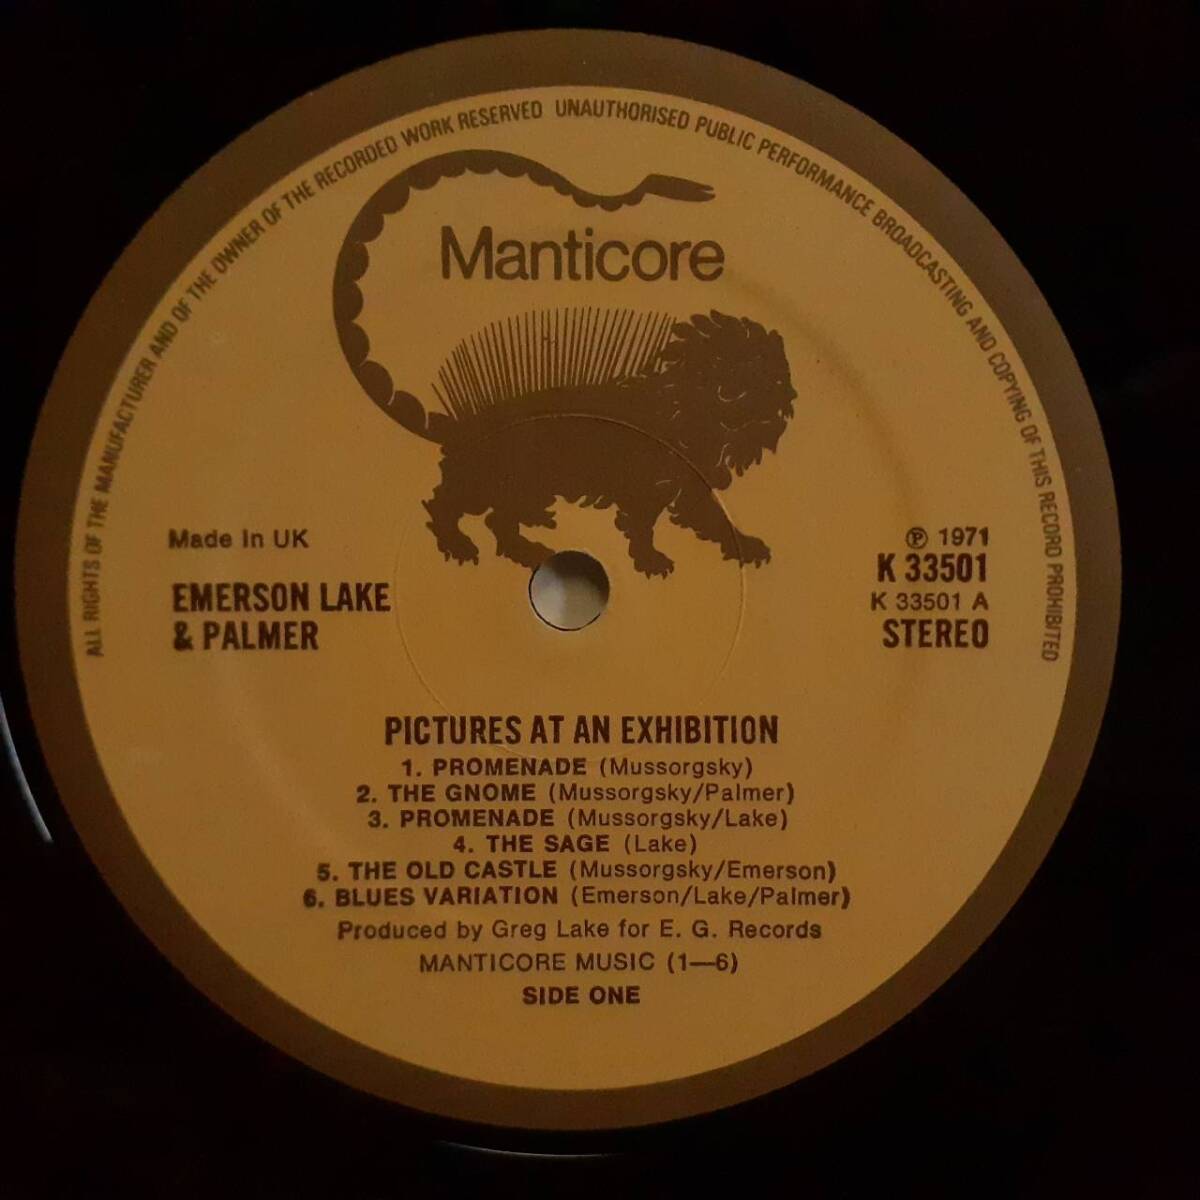 ALL RIGHTS OF THE MANUFACTURER AND OF THE OWNER OF THE RECORDED WORK RESERVED UNAUTHORISED PUBLIC PERFORMANCE BROADCASTING AND COPYING OF THIS RECORD PROHIBITED
Manticore
Made In UK
EMERSON LAKE
& PALMER
℗ 1971
K 33501
K 33501 A
STEREO
PICTURES AT AN EXHIBITION
1. PROMENADE (Mussorgsky)
2. THE GNOME (Mussorgsky/Palmer)
3. PROMENADE (Mussorgsky/Lake)
4. THE SAGE (Lake)
5. THE OLD CASTLE (Mussorgsky/Emerson)
6. BLUES VARIATION (Emerson/Lake/Palmer)
Produced by Greg Lake for E. G. Records
MANTICORE MUSIC (1—6)
SIDE ONE